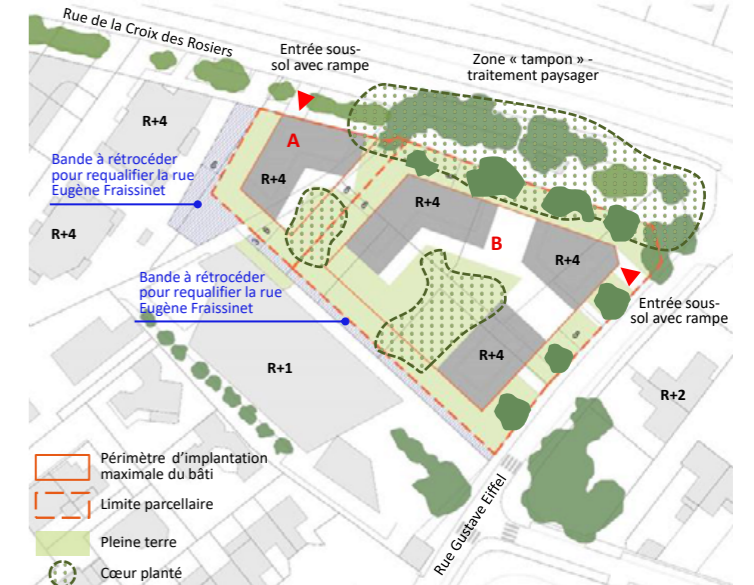 Rue de la Croix des Rosiers
Entrée sous-
sol avec rampe
Zone « tampon » -
traitement paysager
R+4
A
Bande à rétrocéder
pour requalifier la rue
Eugène Fraissinet
R+4
R+4
R+4
B
R+4
Bande à rétrocéder
pour requalifier la rue
Eugène Fraissinet
Entrée sous-
sol avec rampe
R+4
R+1
R+2
Périmètre d'implantation
maximale du bâti
Limite parcellaire
Pleine terre
Cœur planté
Rue Gustave Eiffel